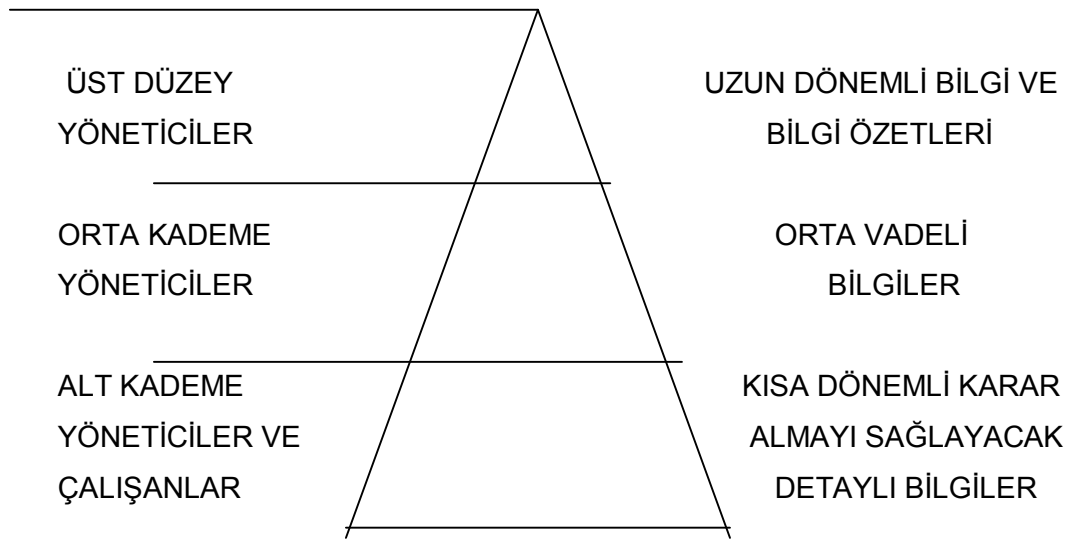 ÜST DÜZEY
YÖNETİCİLER
UZUN DÖNEMLİ BİLGİ VE
BİLGİ ÖZETLERİ
ORTA KADEME
YÖNETİCİLER
ORTA VADELİ
BİLGİLER
ALT KADEME
YÖNETİCİLER VE
ÇALIŞANLAR
KISA DÖNEMLİ KARAR
ALMAYI SAĞLAYACAK
DETAYLI BİLGİLER